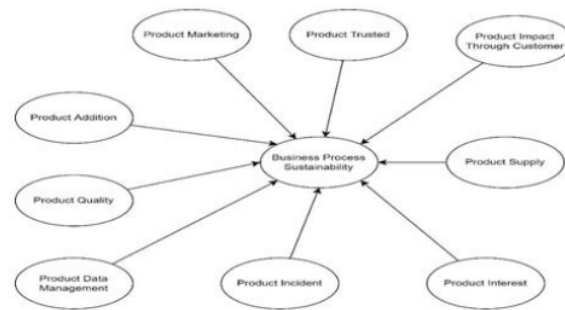 Product Marketing
Product Trusted
Product Impact
Through Customer
Product Addition
Business Process
Sustainability
Product Supply
Product Quality
Product Data
Management
Product Incident
Product Interest